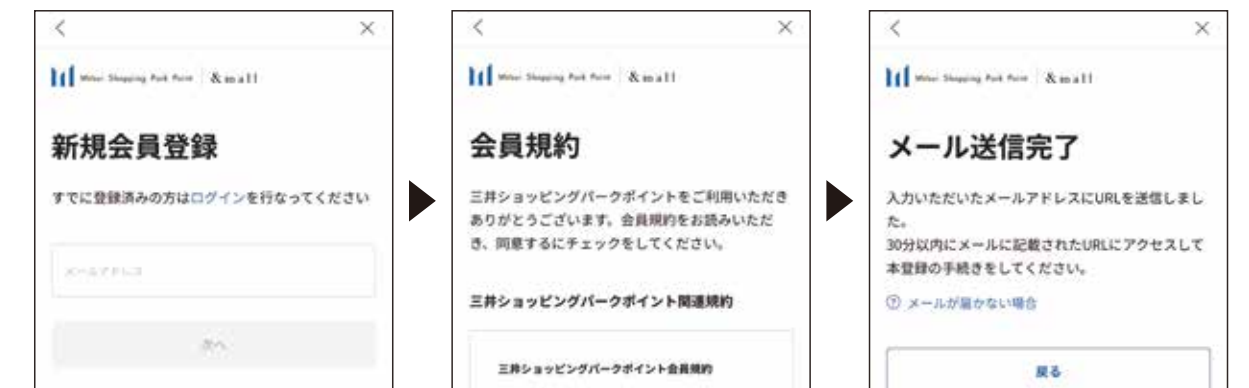 Mitsui Shopping Park Point
&mall
新規会員登録
すでに登録済みの方はログインを行なってください
メールアドレス
次へ
Mitsui Shopping Park Point
&mall
会員規約
三井ショッピングパークポイントをご利用いただき
ありがとうございます。会員規約をお読みいただ
き、同意するにチェックをしてください。
三井ショッピングパークポイント関連規約
三井ショッピングパークポイント会員規約
Mitsui Shopping Park Point
&mall
メール送信完了
入力いただいたメールアドレスにURLを送信しまし
た。
30分以内にメールに記載されたURLにアクセスして
本登録の手続きをしてください。
? メールが届かない場合
戻る